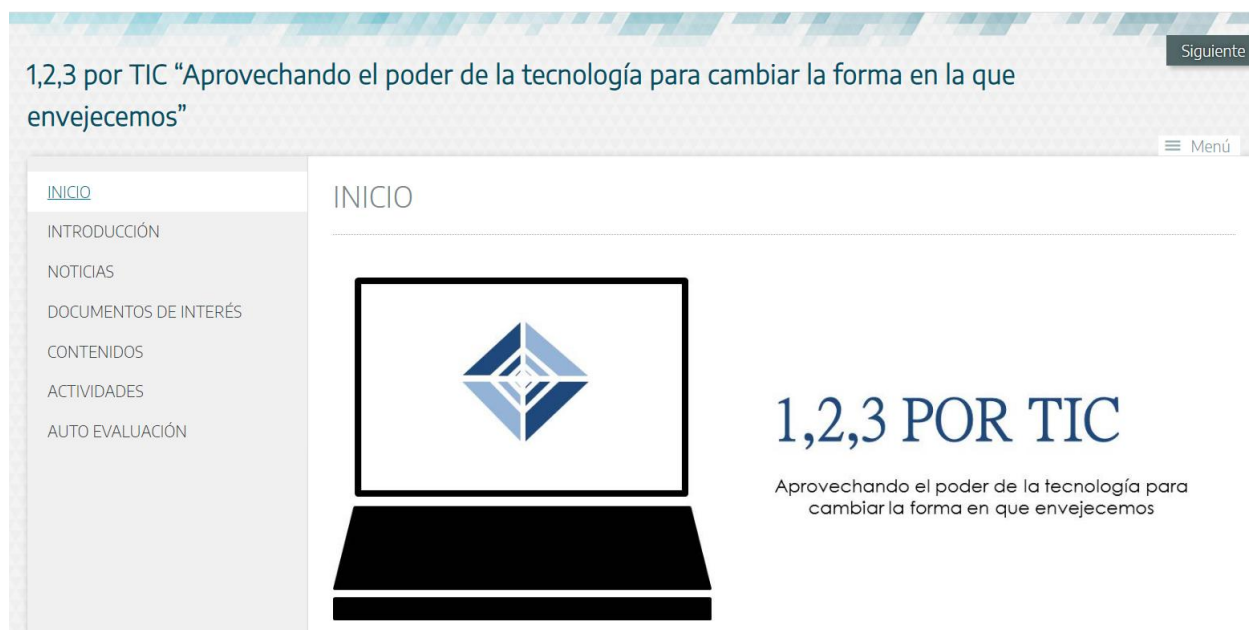 Siguiente
1,2,3 por TIC “Aprovechando el poder de la tecnología para cambiar la forma en la que
envejecemos”
Menú
INICIO
INTRODUCCIÓN
NOTICIAS
DOCUMENTOS DE INTERÉS
CONTENIDOS
ACTIVIDADES
AUTO EVALUACIÓN
INICIO
1,2,3 POR TIC
Aprovechando el poder de la tecnología para
cambiar la forma en que envejecemos